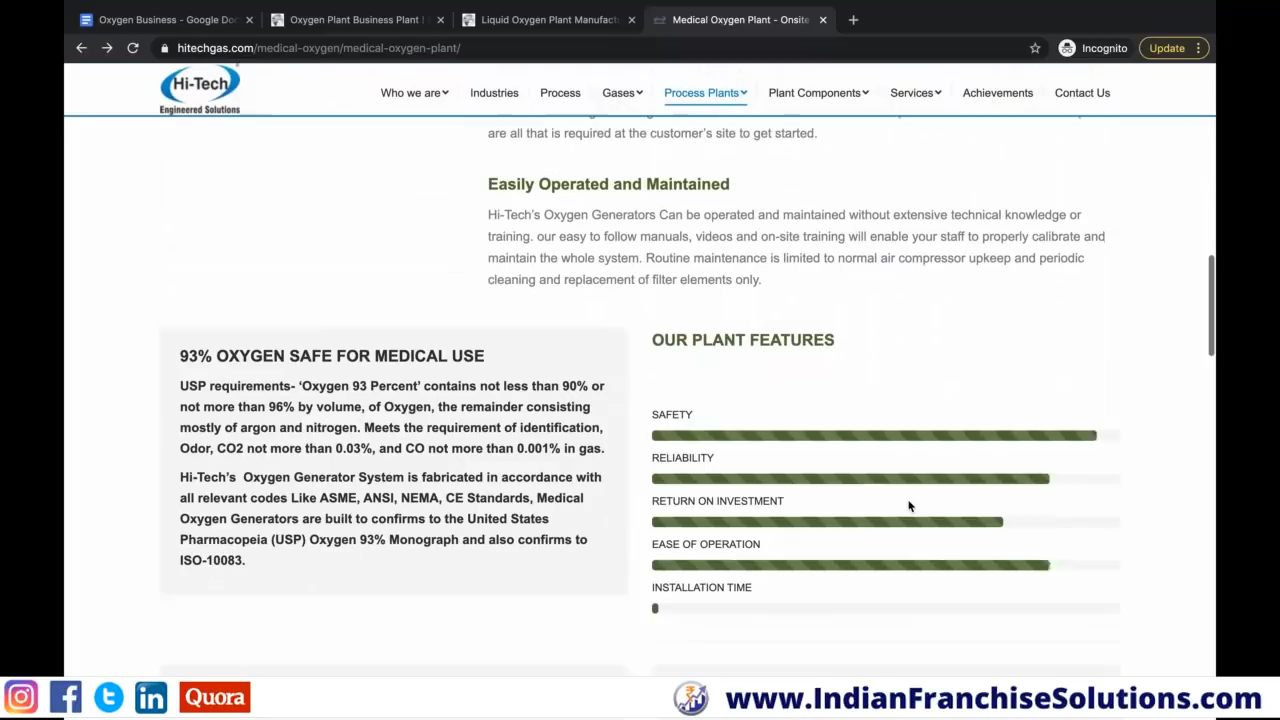 Oxygen Business - Google Do
Oxygen Plant Business Plant
Liquid Oxygen Plant Manufact
Medical Oxygen Plant - Onsite
hitechgas.com/medical-oxygen/medical-oxygen-plant/
Incognito
Update
Hi-Tech
Engineered Solutions
Who we are
Industries
Process
Gases
Process Plants
Plant Components
Services
Achievements
Contact Us
are all that is required at the customer's site to get started.
Easily Operated and Maintained
Hi-Tech's Oxygen Generators Can be operated and maintained without extensive technical knowledge or
training. our easy to follow manuals, videos and on-site training will enable your staff to properly calibrate and
maintain the whole system. Routine maintenance is limited to normal air compressor upkeep and periodic
cleaning and replacement of filter elements only.
93% OXYGEN SAFE FOR MEDICAL USE
USP requirements- ‘Oxygen 93 Percent’ contains not less than 90% or
not more than 96% by volume, of Oxygen, the remainder consisting
mostly of argon and nitrogen. Meets the requirement of identification,
Odor, CO2 not more than 0.03%, and CO not more than 0.001% in gas.
Hi-Tech’s Oxygen Generator System is fabricated in accordance with
all relevant codes Like ASME, ANSI, NEMA, CE Standards, Medical
Oxygen Generators are built to confirms to the United States
Pharmacopeia (USP) Oxygen 93% Monograph and also confirms to
ISO-10083.
OUR PLANT FEATURES
SAFETY
RELIABILITY
RETURN ON INVESTMENT
EASE OF OPERATION
INSTALLATION TIME
Quora
www.IndianFranchiseSolutions.com